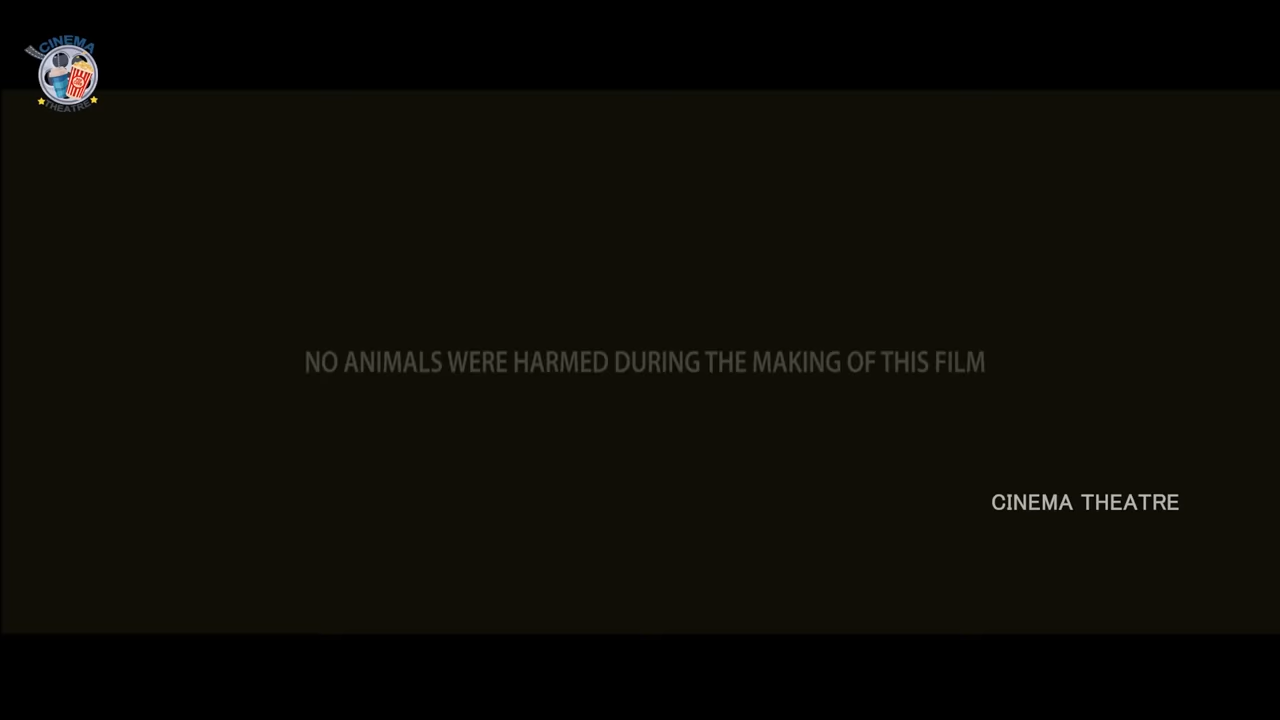 CINEMA
THEATRE
NO ANIMALS WERE HARMED DURING THE MAKING OF THIS FILM
CINEMA THEATRE